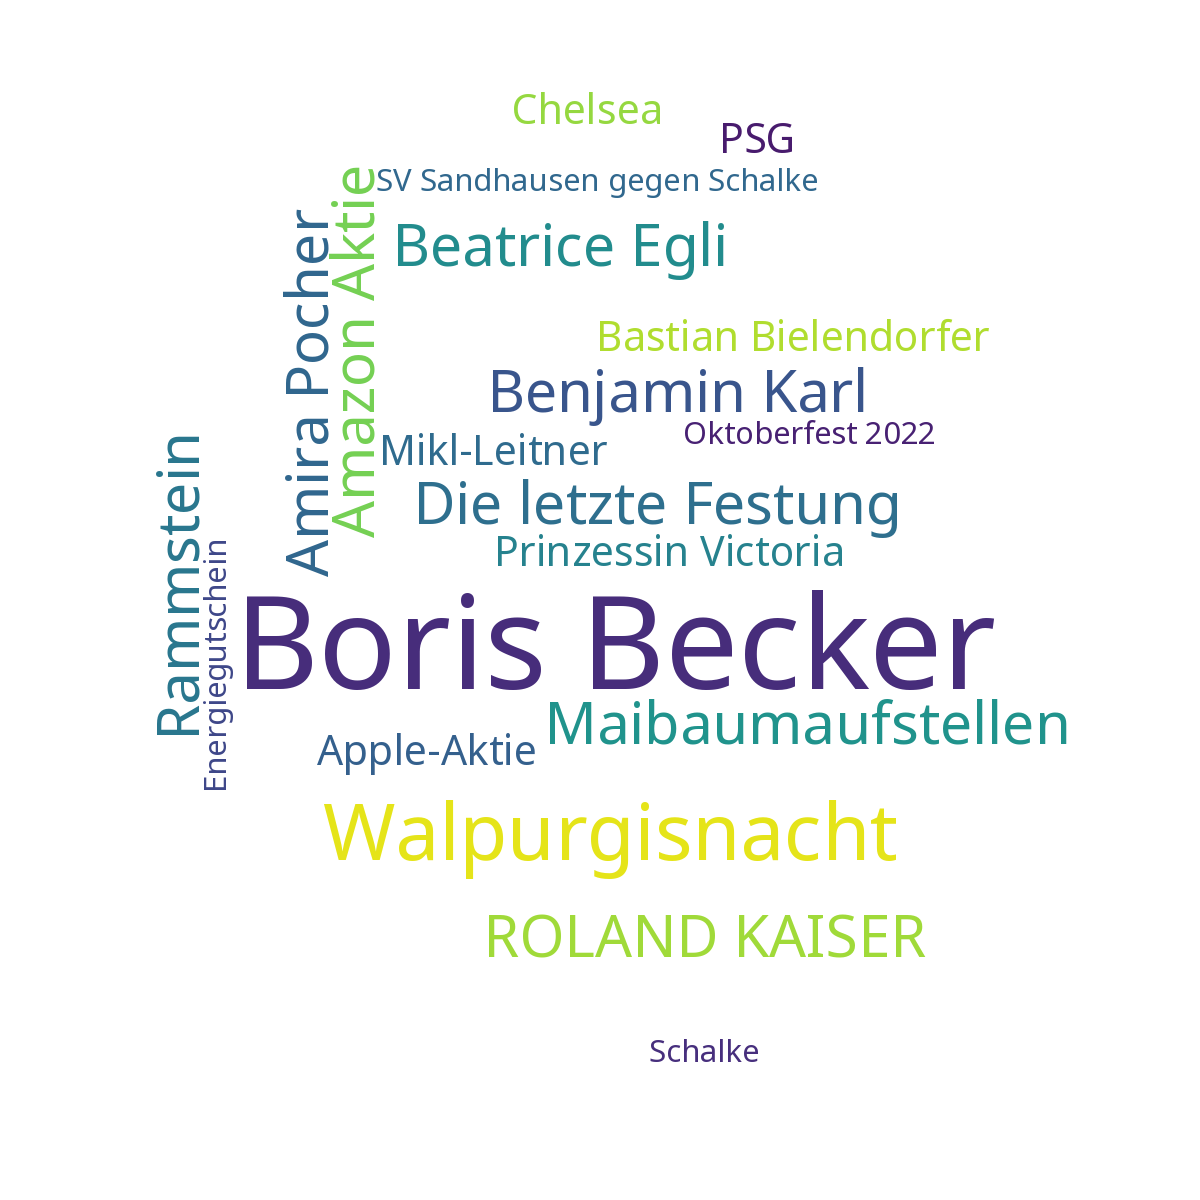 Chelsea
PSG
SV Sandhausen gegen Schalke
Beatrice Egli
Amira Pocher
Amazon Aktie
Bastian Bielendorfer
Benjamin Karl
Oktoberfest 2022
Mikl-Leitner
Die letzte Festung
Prinzessin Victoria
Rammstein
Energiegutschein
Boris Becker
Maibaumaufstellen
Apple-Aktie
Walpurgisnacht
ROLAND KAISER
Schalke